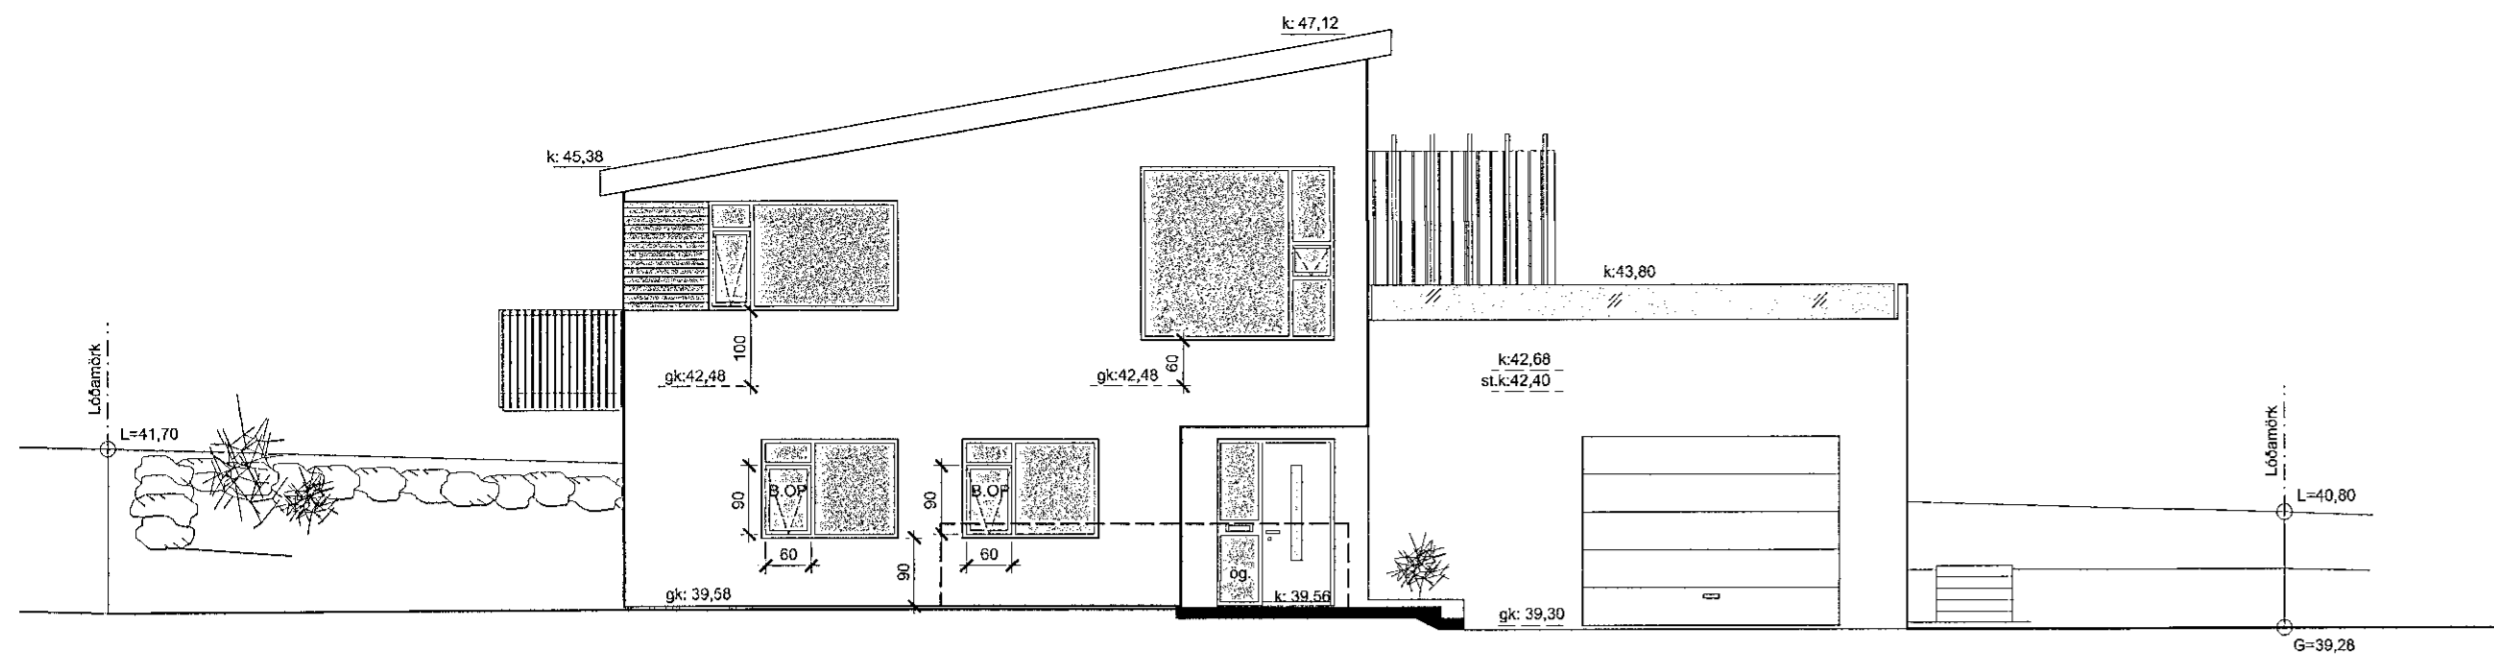 k: 47,12
k: 45,38
k:43,80
100
60
gk:42,48
gk:42,48
k:42,68
st.k:42,40
Lóðamörk
L=41,70
Lóðamörk
L=40,80
90
B.OP
90
B.OP
60
60
90
ög.
gk: 39,58
k: 39,56
gk: 39,30
G=39,28